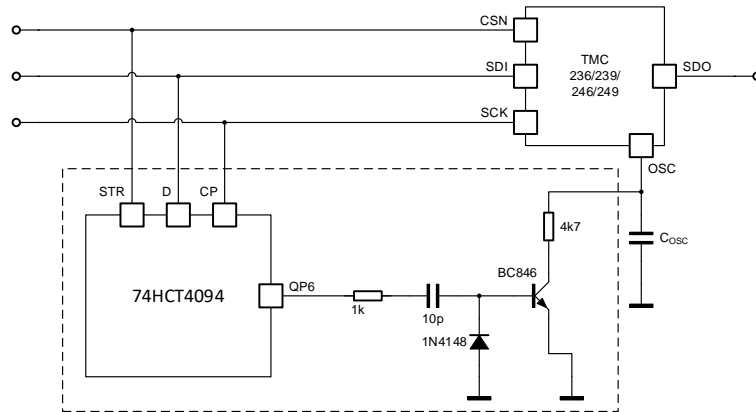 CSN
TMC
236/239/
246/249
SDI
SDO
SCK
OSC
STR
D
CP
4k7
COSC
74HCT4094
QP6
BC846
1k
10p
1N4148